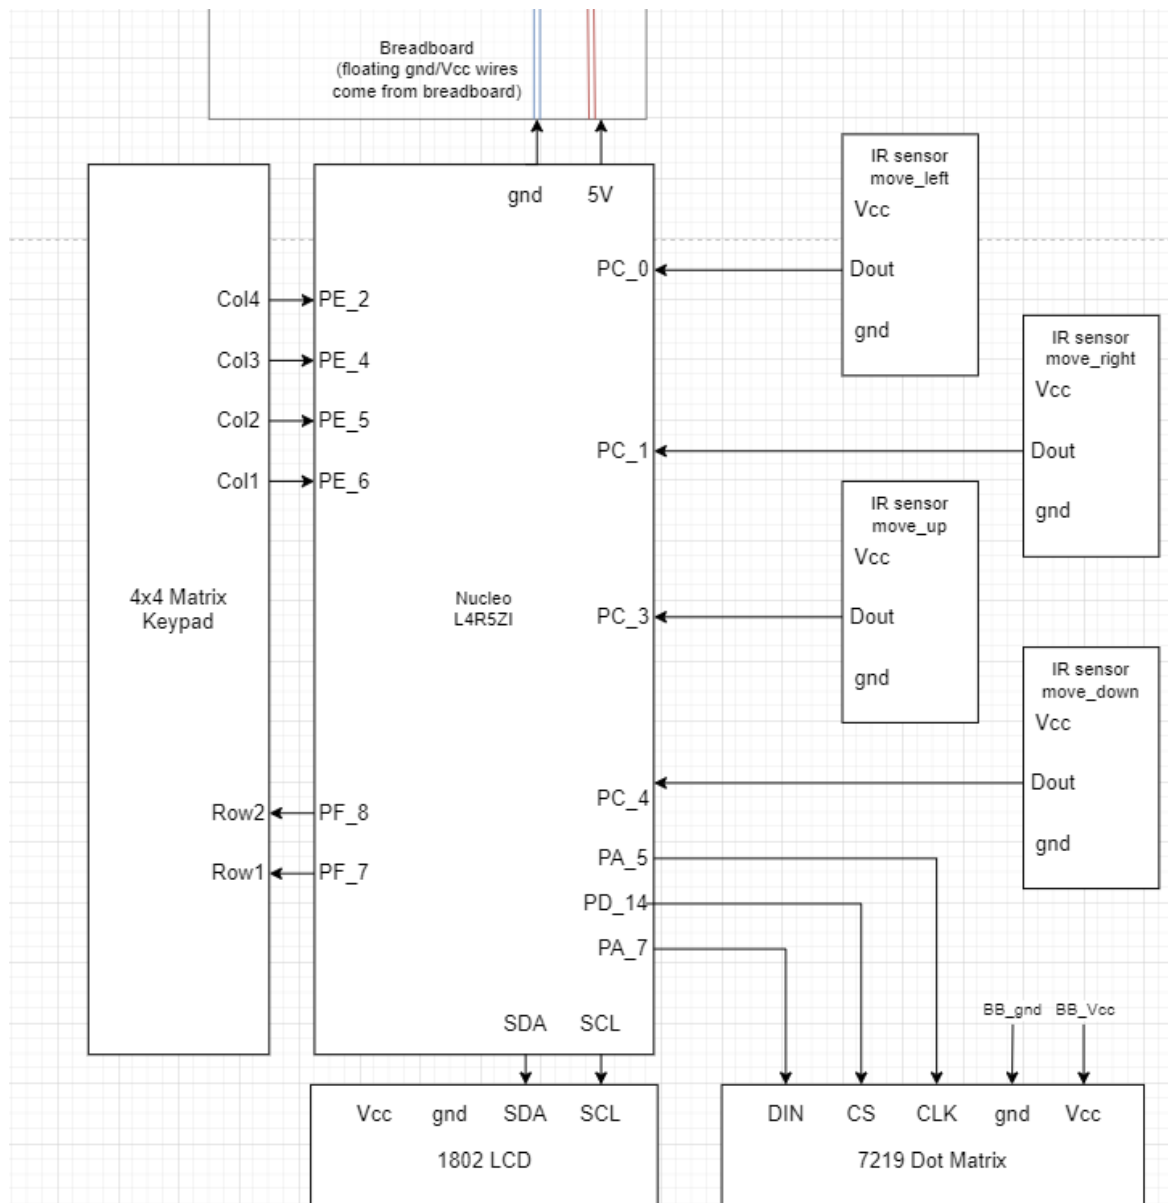 Breadboard
(floating gnd/Vcc wires
come from breadboard)
gnd 5V
IR sensor
move_left
Vcc
Dout
gnd
PC_0
Col4 PE_2
Col3 PE_4
Col2 PE_5
Col1 PE_6
IR sensor
move_right
Vcc
Dout
gnd
PC_1
IR sensor
move_up
Vcc
Dout
gnd
PC_3
4x4 Matrix
Keypad
Nucleo
L4R5ZI
IR sensor
move_down
Vcc
Dout
gnd
PC_4
Row2 PF_8
Row1 PF_7
PA_5
PD_14
PA_7
SDA SCL
BB_gnd BB_Vcc
Vcc gnd SDA SCL
1802 LCD
DIN CS CLK gnd Vcc
7219 Dot Matrix